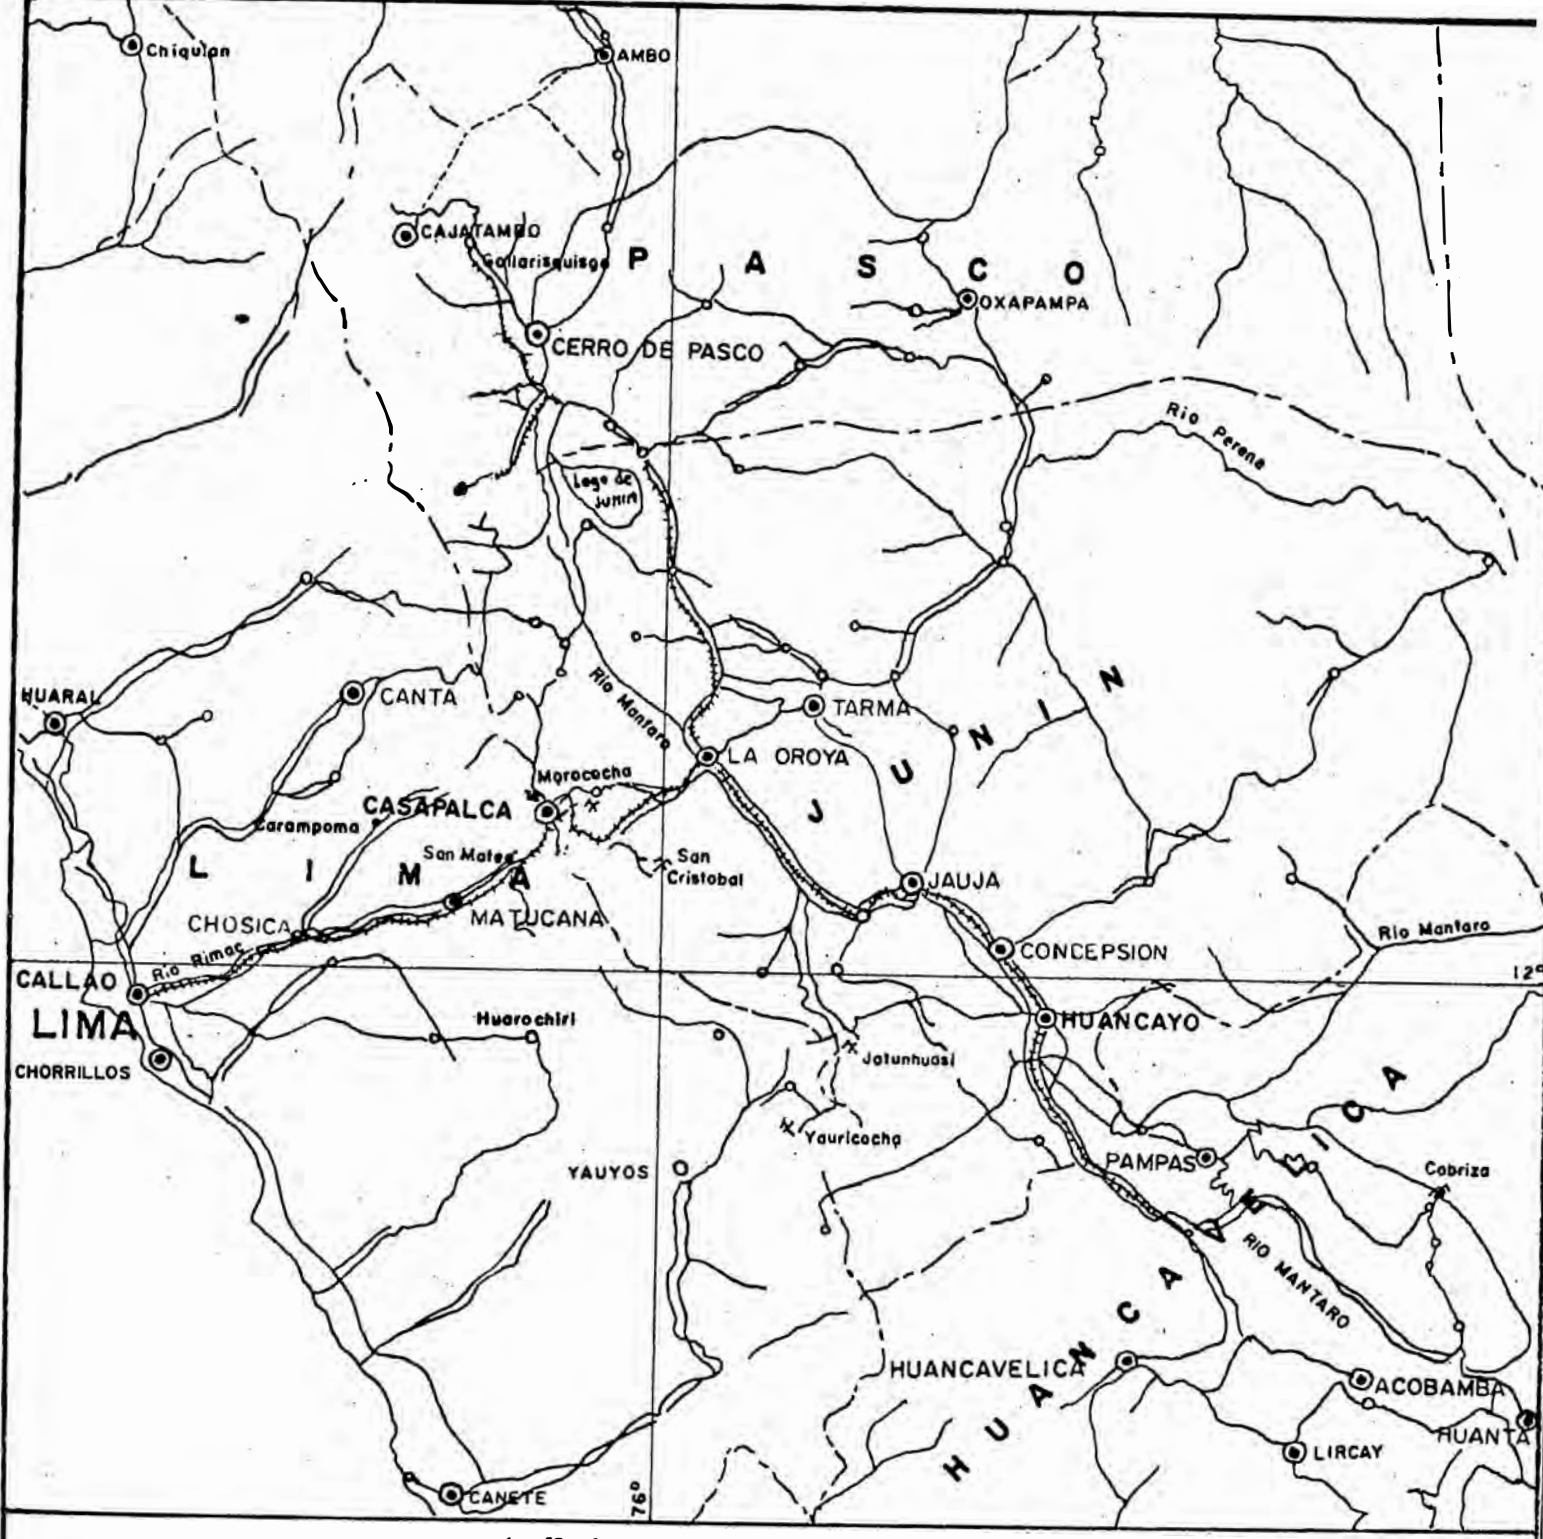 Chiquian
AMBO
CAJATAMBO
Gollarisquisga
P A S C O
OXAPAMPA
CERRO DE PASCO
Rio Perene
Lago de
Junin
HUARAL
CANTA
Rio Mantaro
TARMA
J U N I N
LA OROYA
Morococha
CASAPALCA
Carampoma
San Mateo
San
Cristobal
L I M A
JAUJA
CHOSICA
MATUCANA
Rio Mantaro
Rio Rimac
CONCEPSION
12°
CALLAO
LIMA
Huarochiri
HUANCAYO
CHORRILLOS
Jatunhuasi
Yauricocha
YAUYOS
PAMPAS
Cobriza
RIO MANTARO
HUANCAVELICA
H U A N C A V E L I C A
ACOBAMBA
HUANTA
LIRCAY
CANETE
76°